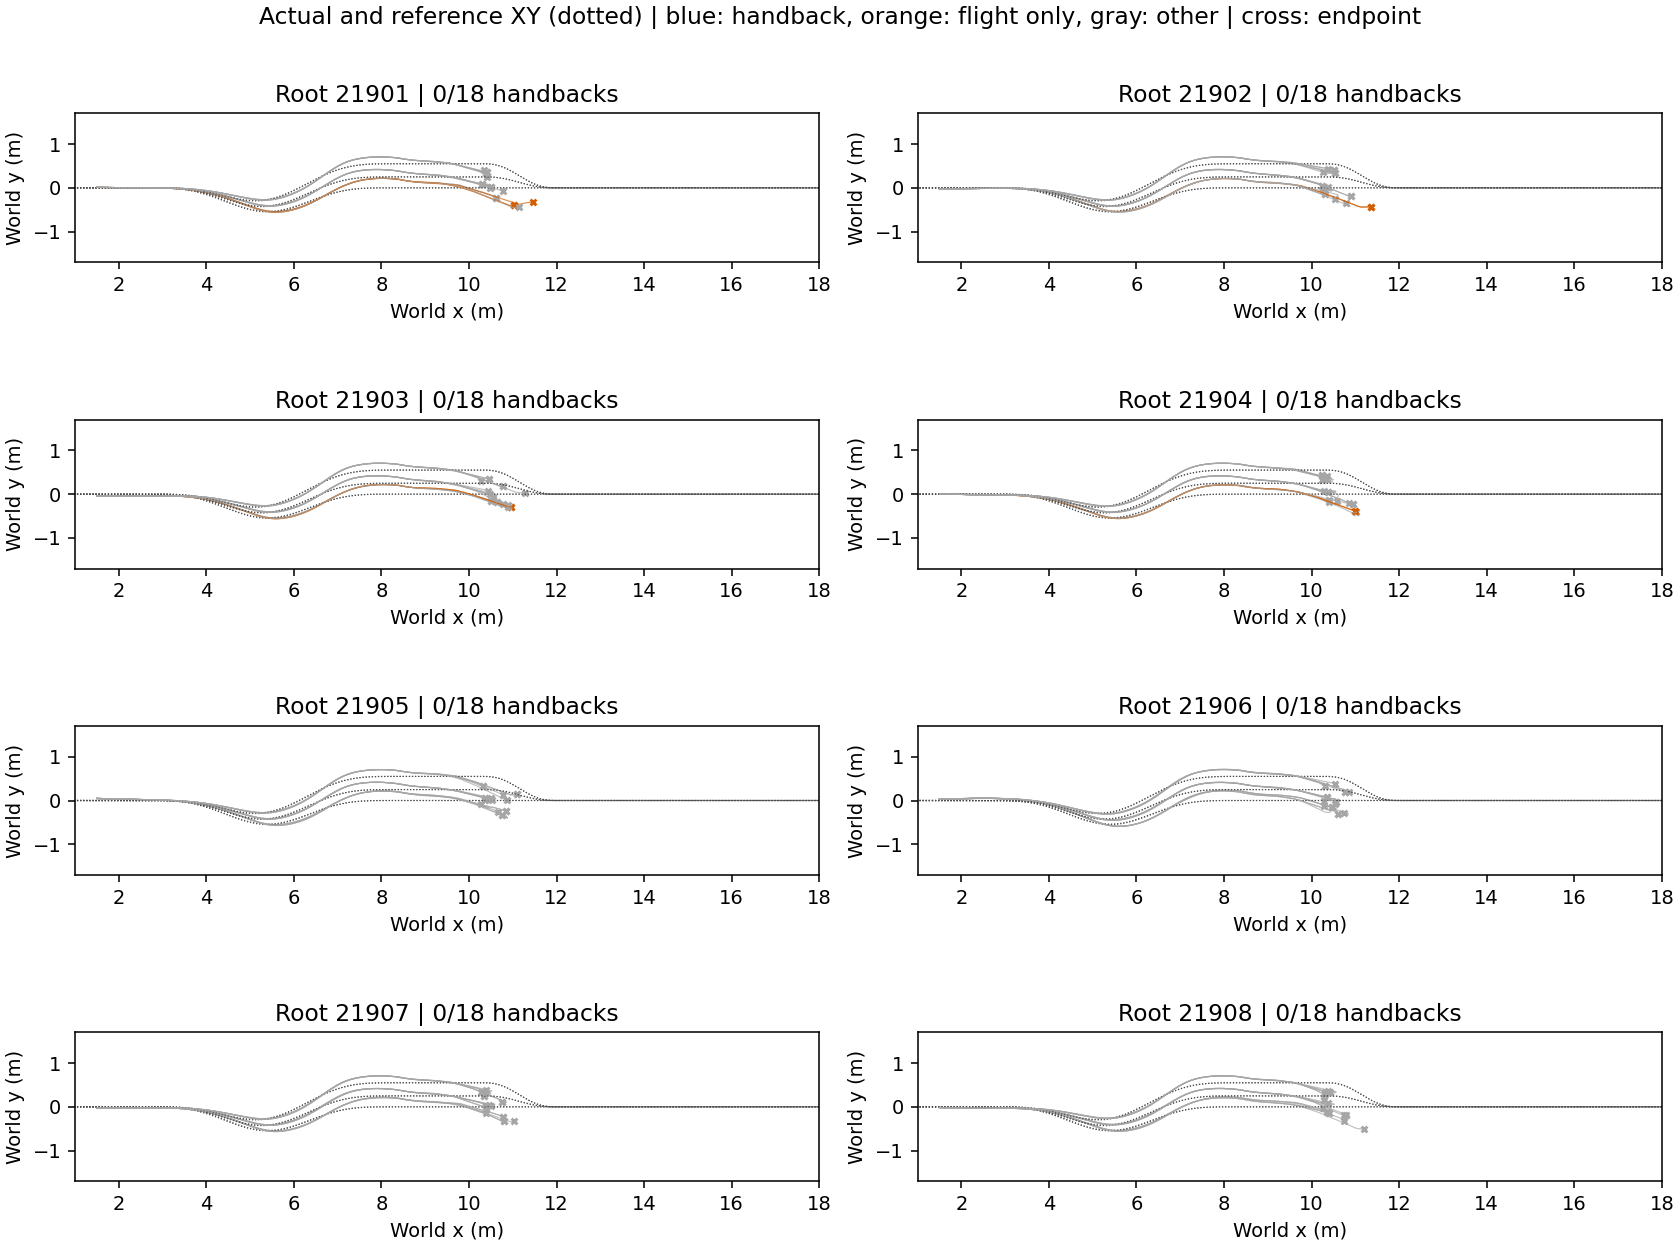 Actual and reference XY (dotted) | blue: handback, orange: flight only, gray: other | cross: endpoint
Root 21901 | 0/18 handbacks
World y (m)
1
0
−1
2 4 6 8 10 12 14 16 18
World x (m)
Root 21902 | 0/18 handbacks
World y (m)
1
0
−1
2 4 6 8 10 12 14 16 18
World x (m)
Root 21903 | 0/18 handbacks
World y (m)
1
0
−1
2 4 6 8 10 12 14 16 18
World x (m)
Root 21904 | 0/18 handbacks
World y (m)
1
0
−1
2 4 6 8 10 12 14 16 18
World x (m)
Root 21905 | 0/18 handbacks
World y (m)
1
0
−1
2 4 6 8 10 12 14 16 18
World x (m)
Root 21906 | 0/18 handbacks
World y (m)
1
0
−1
2 4 6 8 10 12 14 16 18
World x (m)
Root 21907 | 0/18 handbacks
World y (m)
1
0
−1
2 4 6 8 10 12 14 16 18
World x (m)
Root 21908 | 0/18 handbacks
World y (m)
1
0
−1
2 4 6 8 10 12 14 16 18
World x (m)